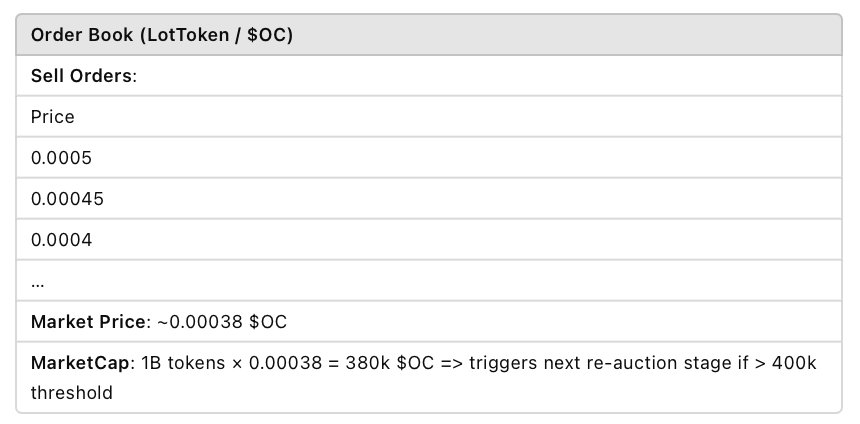 Order Book (LotToken / $OC)
Sell Orders:
Price
0.0005
0.00045
0.0004
...
Market Price: ~0.00038 $OC
MarketCap: 1B tokens × 0.00038 = 380k $OC => triggers next re-auction stage if > 400k
threshold